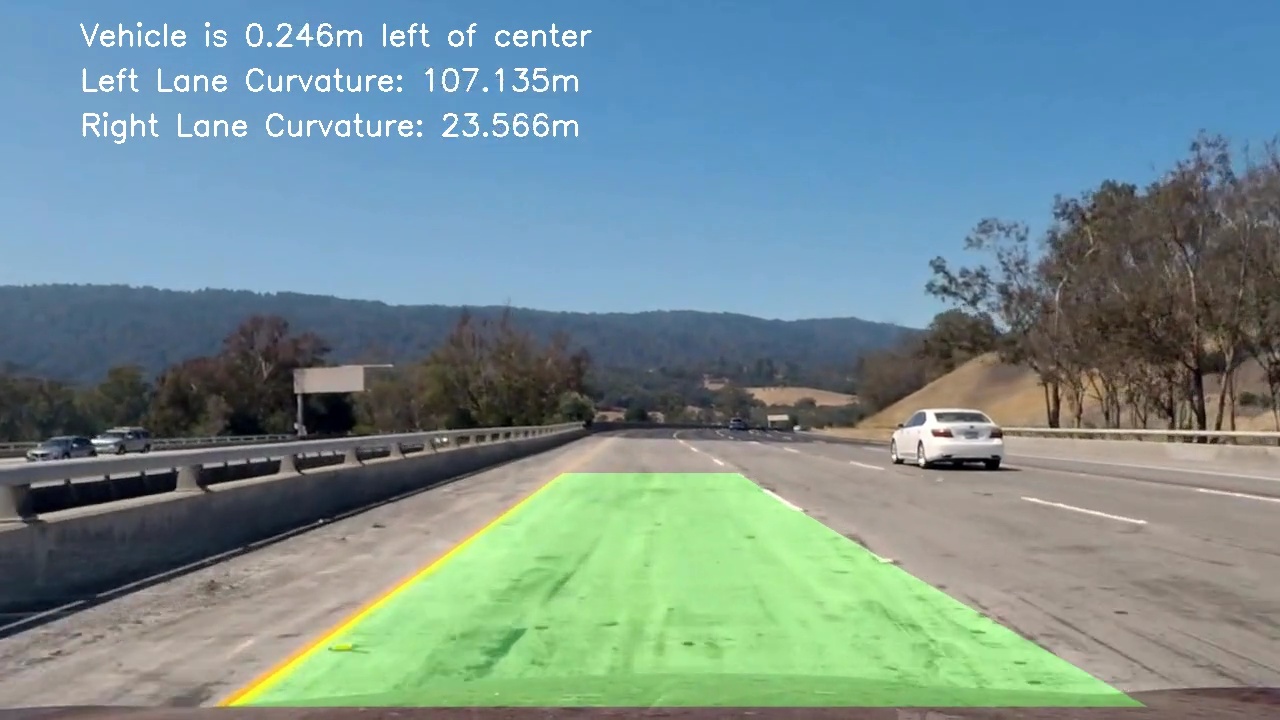 Vehicle is 0.246m left of center
Left Lane Curvature: 107.135m
Right Lane Curvature: 23.566m